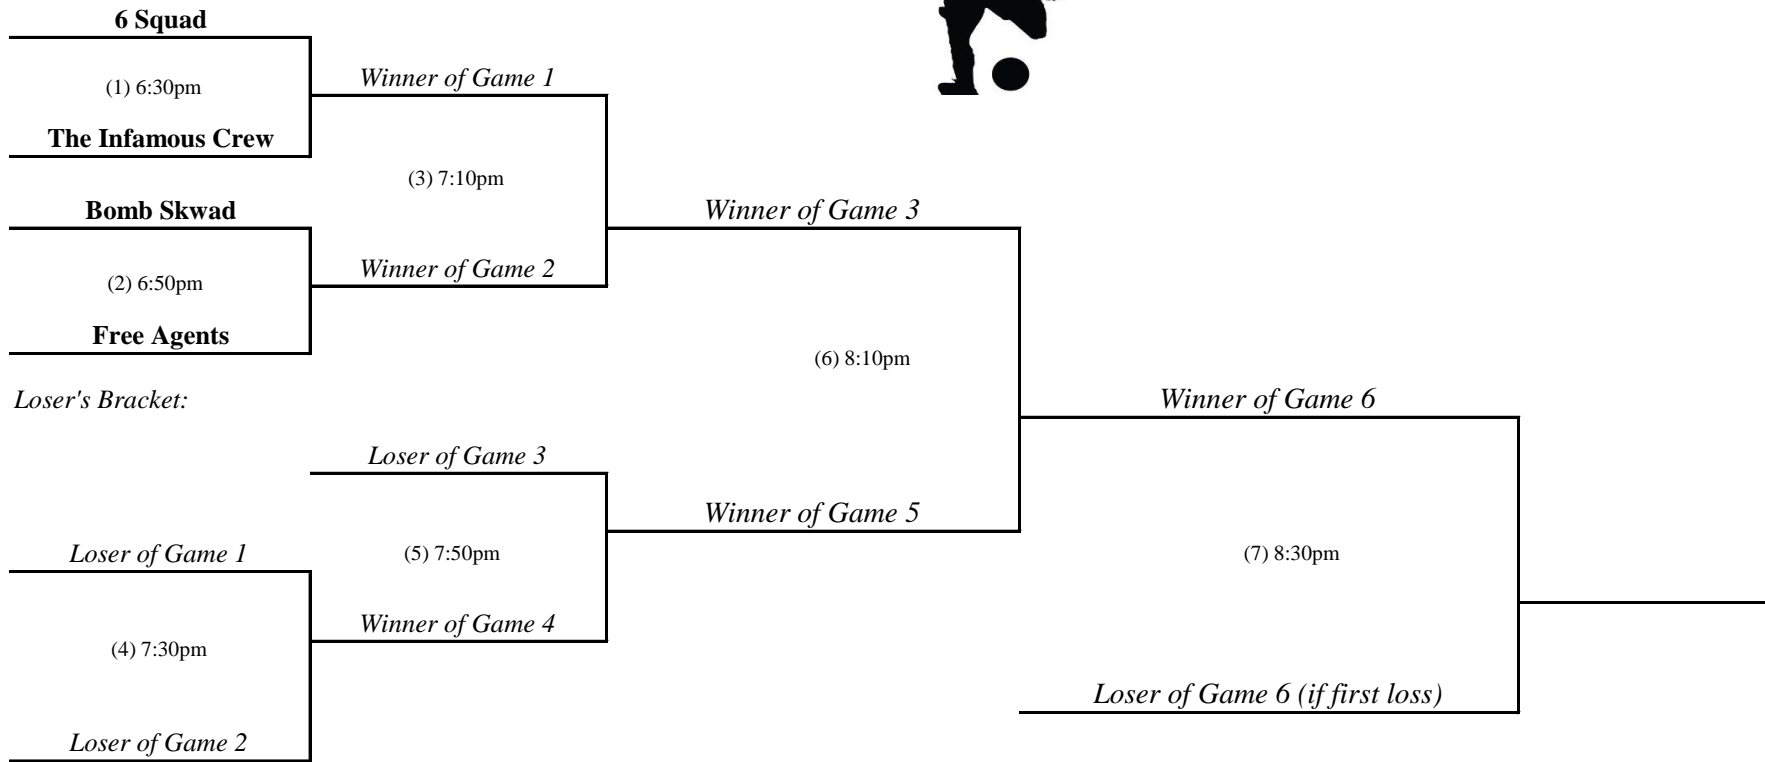 6 Squad
(1) 6:30pm
Winner of Game 1
The Infamous Crew
(3) 7:10pm
Bomb Skwad
Winner of Game 3
(2) 6:50pm
Winner of Game 2
Free Agents
(6) 8:10pm
Loser's Bracket:
Winner of Game 6
Loser of Game 3
Winner of Game 5
Loser of Game 1
(5) 7:50pm
(7) 8:30pm
Winner of Game 4
(4) 7:30pm
Loser of Game 6 (if first loss)
Loser of Game 2